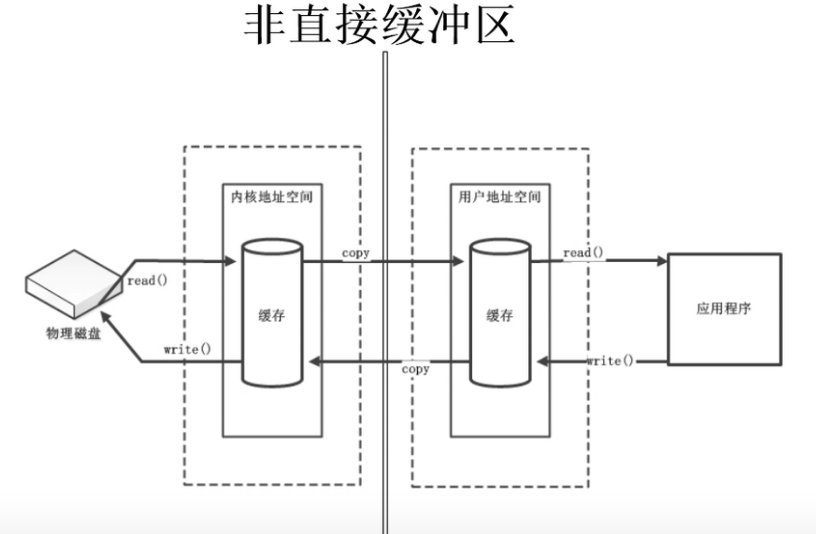 非直接缓冲区
内核地址空间
用户地址空间
copy
read()
read()
缓存
缓存
应用程序
物理磁盘
write()
copy
write()